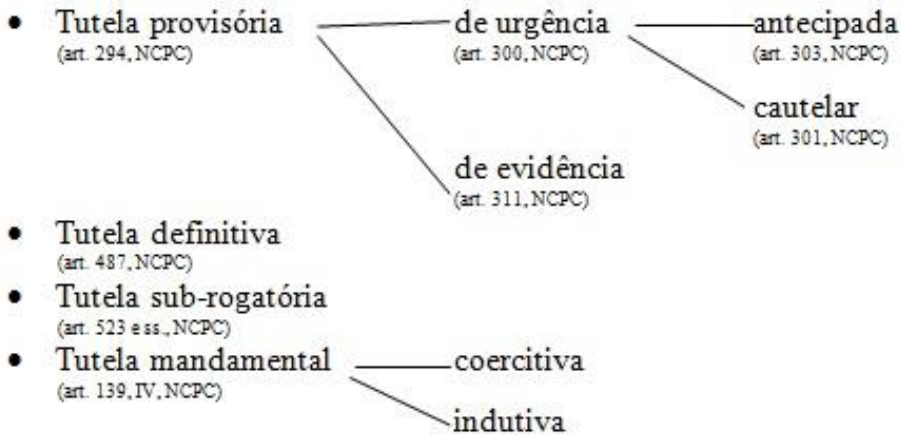 • Tutela provisória de urgência antecipada
(art. 294, NCPC) (art. 300, NCPC) (art. 303, NCPC)
cautelar
(art. 301, NCPC)
de evidência
(art. 311, NCPC)
• Tutela definitiva
(art. 487, NCPC)
• Tutela sub-rogatória
(art. 523 e ss., NCPC)
• Tutela mandamental coercitiva
(art. 139, IV, NCPC)
indutiva